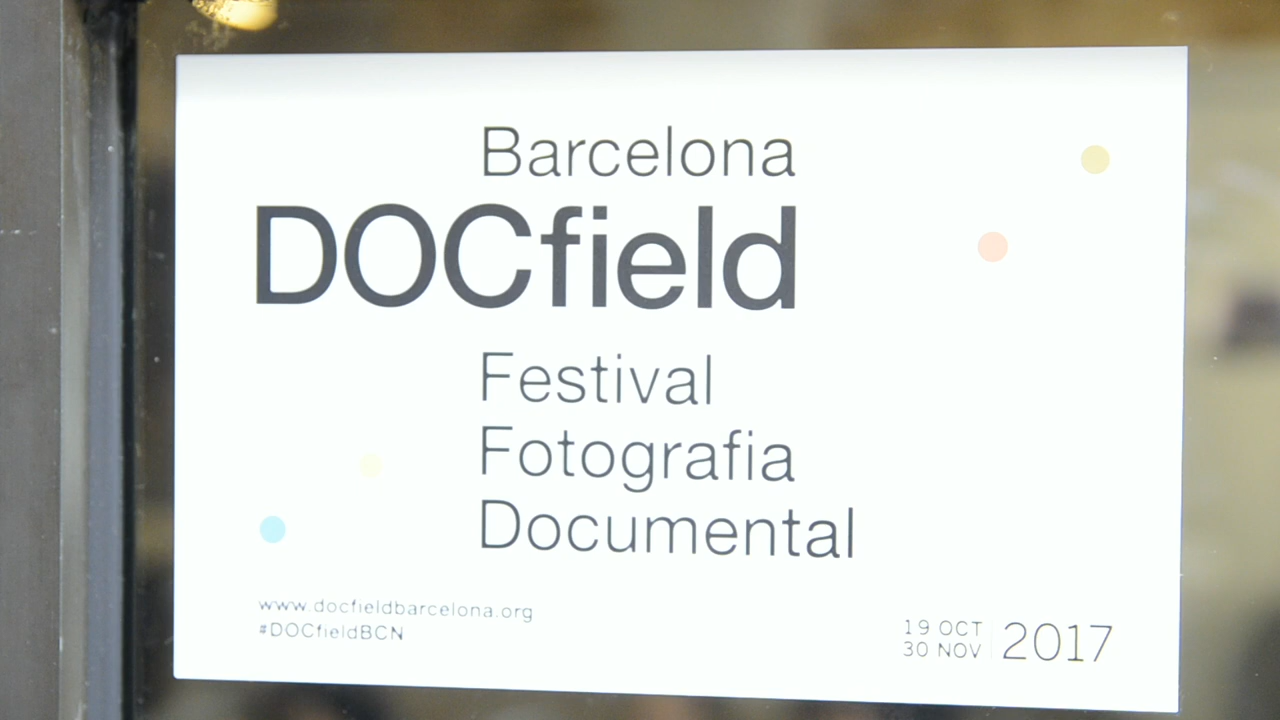 Barcelona
DOCfield
Festival
Fotografia
Documental
www.docfieldbarcelona.org
#DOCfieldBCN
19 OCT
30 NOV
2017